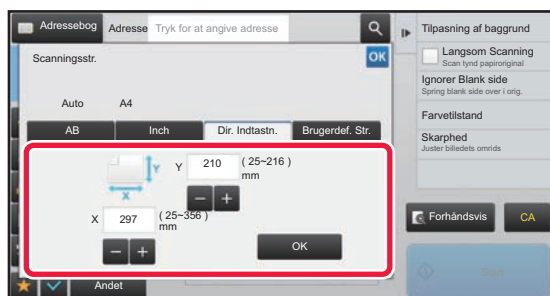 Adressebog
Adresse
Tryk for at angive adresse
Scanningsstr.
OK
Auto A4
AB
Inch
Dir. Indtastn.
Brugerdef. Str.
Y
Y 210 ( 25~216 )
mm
X
X 297 ( 25~356 )
mm
OK
Andet
Tilpasning af baggrund
Langsom Scanning
Scan tynd papiroriginal
Ignorer Blank side
Spring blank side over i orig.
Farvetilstand
Skarphed
Juster billedets omrids
Forhåndsvis
CA
Start